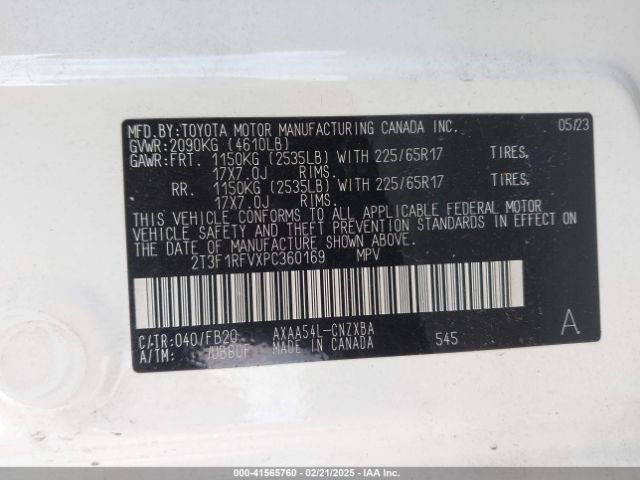 MFD.BY:TOYOTA MOTOR MANUFACTURING CANADA INC. 05/23
GVWR:2090KG (4610LB)
GAWR:FRT. 1150KG (2535LB) WITH 225/65R17 TIRES,
17X7.0J RIMS.
RR. 1150KG (2535LB) WITH 225/65R17 TIRES,
17X7.0J RIMS.
THIS VEHICLE CONFORMS TO ALL APPLICABLE FEDERAL MOTOR
VEHICLE SAFETY AND THEFT PREVENTION STANDARDS IN EFFECT ON
THE DATE OF MANUFACTURE SHOWN ABOVE.
2T3F1RFVXPC360169 MPV
C/TR:040/FB20 AXAA54L-CNZXBA
A/TM: /UB80F MADE IN CANADA 545 A
000-41565760 - 02/21/2025 - IAAI.COM